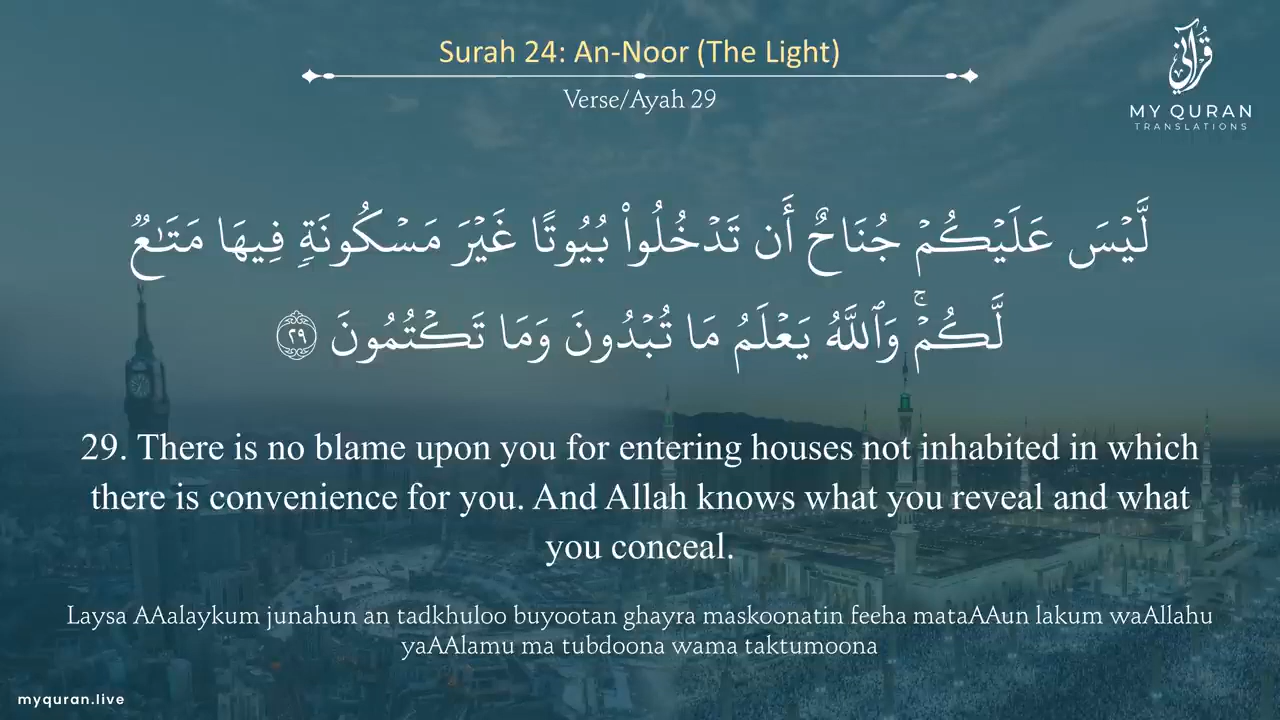 Surah 24: An-Noor (The Light)
Verse/Ayah 29
قرآني
MY QURAN
TRANSLATIONS
لَّيْسَ عَلَيْكُمْ جُنَاحٌ أَن تَدْخُلُوا۟ بُيُوتًا غَيْرَ مَسْكُونَةٍ فِيهَا مَتَـٰعٌ
لَّكُمْ ۚ وَٱللَّهُ يَعْلَمُ مَا تُبْدُونَ وَمَا تَكْتُمُونَ ٢٩
29. There is no blame upon you for entering houses not inhabited in which
there is convenience for you. And Allah knows what you reveal and what
you conceal.
Laysa AAalaykum junahun an tadkhuloo buyootan ghayra maskoonatin feeha mataAAun lakum waAllahu
yaAAlamu ma tubdoona wama taktumoona
myquran.live